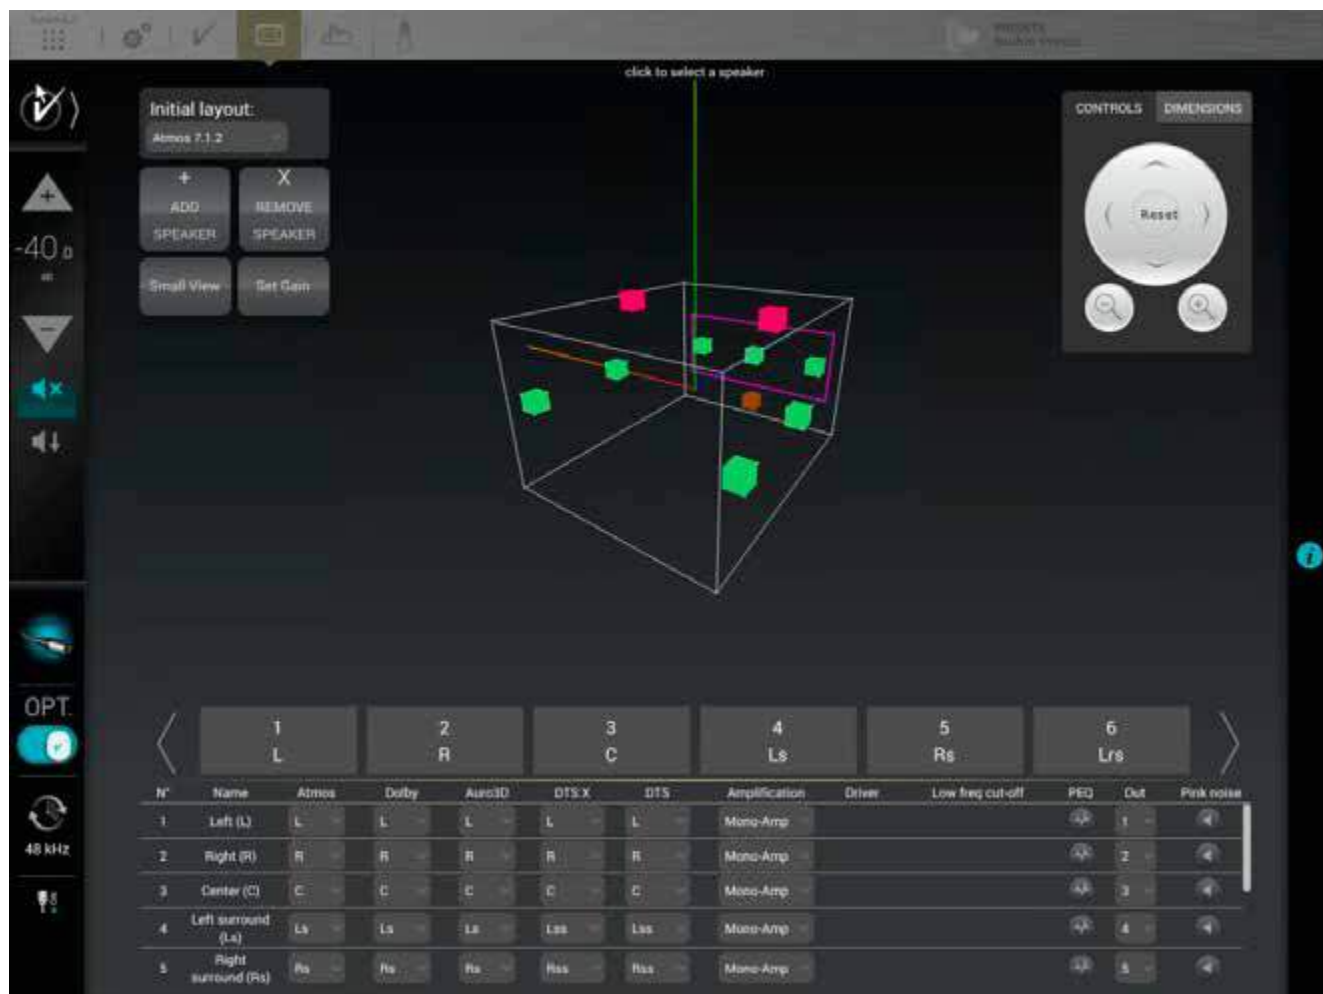 click to select a speaker
Initial layout:
Atmos 7.1.2
+
ADD
SPEAKER
X
REMOVE
SPEAKER
Small View
Set Gain
CONTROLS
DIMENSIONS
Reset
+
-40.0
-
OPT.
48 kHz
i
1
L
2
R
3
C
4
Ls
5
Rs
6
Lrs
N° Name Atmos Dolby Auro3D DTS:X DTS Amplification Driver Low freq cut-off PEQ Out Pink noise
1 Left (L) L L L L L Mono-Amp 1
2 Right (R) R R R R R Mono-Amp 2
3 Center (C) C C C C C Mono-Amp 3
4 Left surround (Ls) Ls Ls Ls Lss Lss Mono-Amp 4
5 Right surround (Rs) Rs Rs Rs Rss Rss Mono-Amp 5